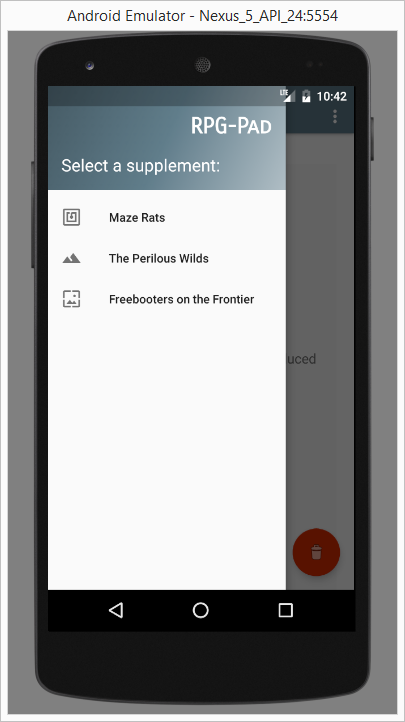 Android Emulator - Nexus_5_API_24:5554
LTE 10:42
RPG-PAD
Select a supplement:
Maze Rats
The Perilous Wilds
Freebooters on the Frontier
uced